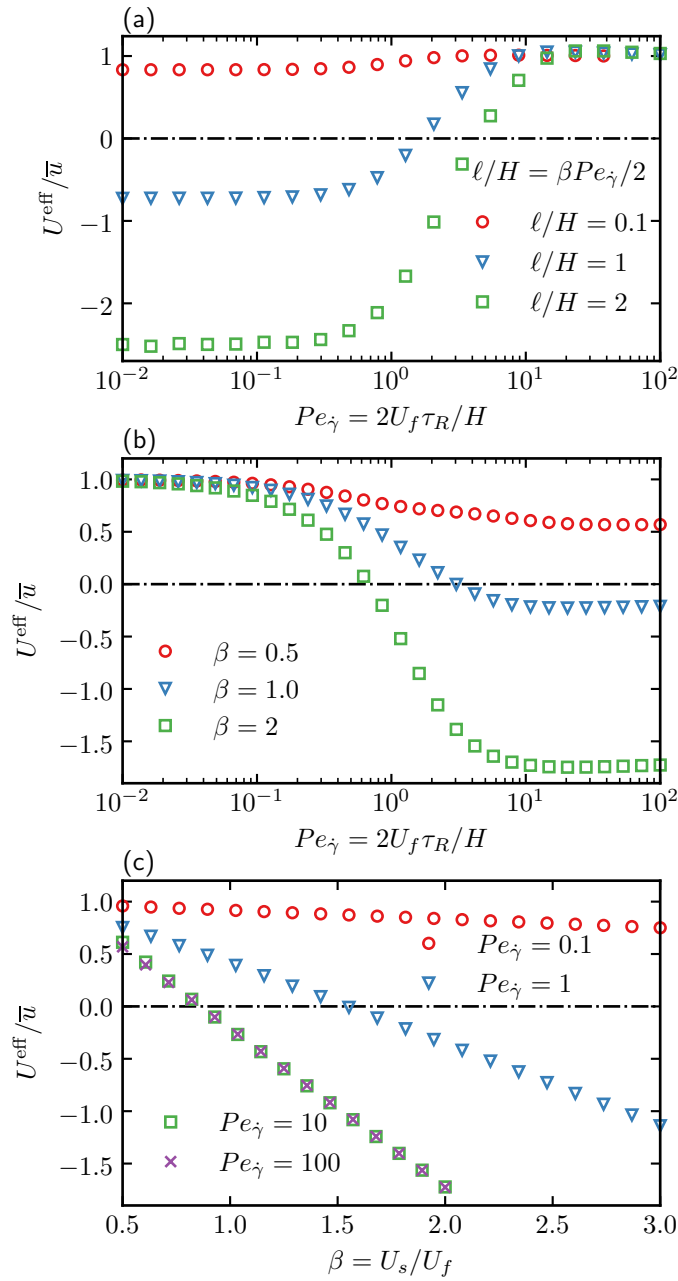 (a)
1
0
−1
−2
U^eff/u̅
ℓ/H = βPe_γ̇/2
ℓ/H = 0.1
ℓ/H = 1
ℓ/H = 2
10^−2 10^−1 10^0 10^1 10^2
Pe_γ̇ = 2U_f τ_R/H
(b)
1.0
0.5
0.0
−0.5
−1.0
−1.5
U^eff/u̅
β = 0.5
β = 1.0
β = 2
10^−2 10^−1 10^0 10^1 10^2
Pe_γ̇ = 2U_f τ_R/H
(c)
1.0
0.5
0.0
−0.5
−1.0
−1.5
U^eff/u̅
Pe_γ̇ = 0.1
Pe_γ̇ = 1
Pe_γ̇ = 10
Pe_γ̇ = 100
0.5 1.0 1.5 2.0 2.5 3.0
β = U_s/U_f